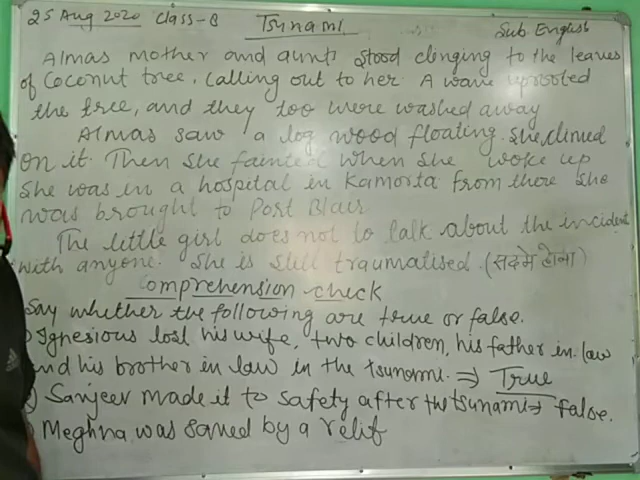 25 Aug 2020 Class-8 Tsunami Sub. English
Almas mother and aunt stood clinging to the leaves
of Coconut tree, calling out to her. A wave uprooted
the tree, and they too were washed away
Almas saw a log wood floating. She climed
on it. Then she fainted when she woke up
she was in a hospital in Kamorta from there she
was brought to Port Blair
The little girl does not to talk about the incident
with anyone. She is still traumatised. (सदमे होना)
Comprehension check
Say whether the following are true or false.
Ignesious lost his wife, two children, his father in law
and his brother in law in the tsunami. ⇒ True
) Sanjeev made it to safety after the tsunami ⇒ false.
) Meghna was saved by a relif